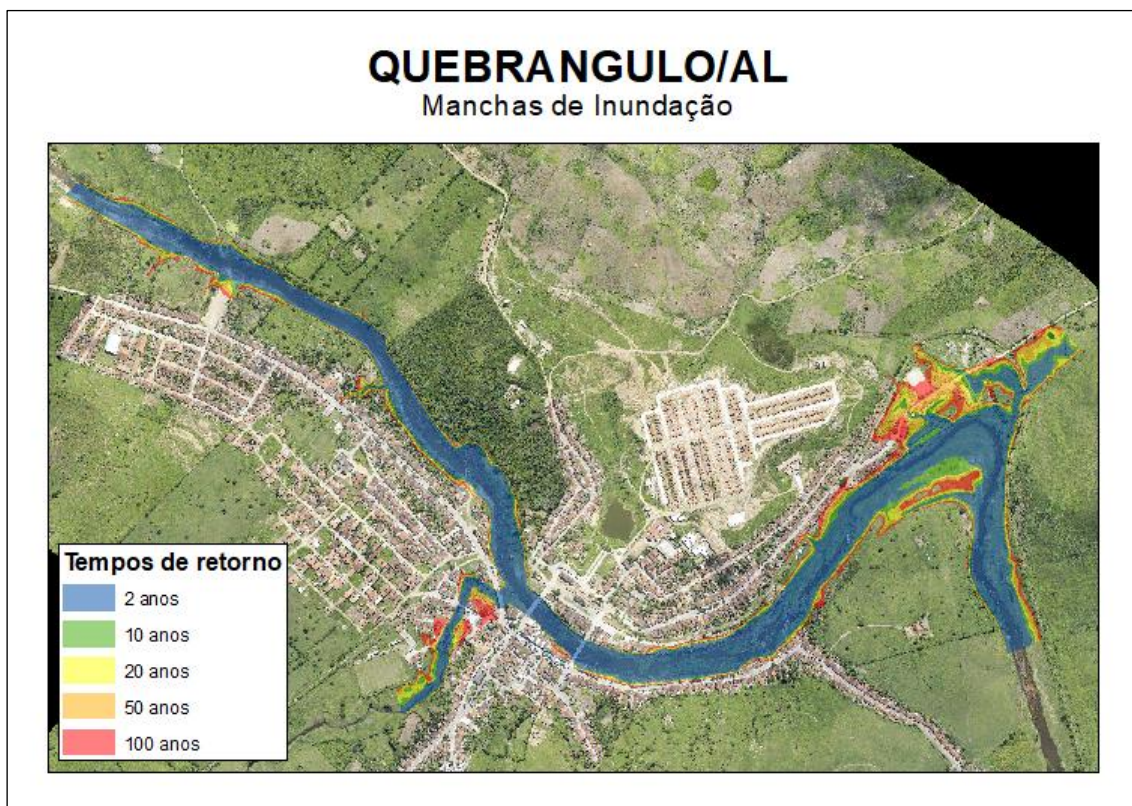 QUEBRANGULO/AL
Manchas de Inundação
Tempos de retorno
2 anos
10 anos
20 anos
50 anos
100 anos